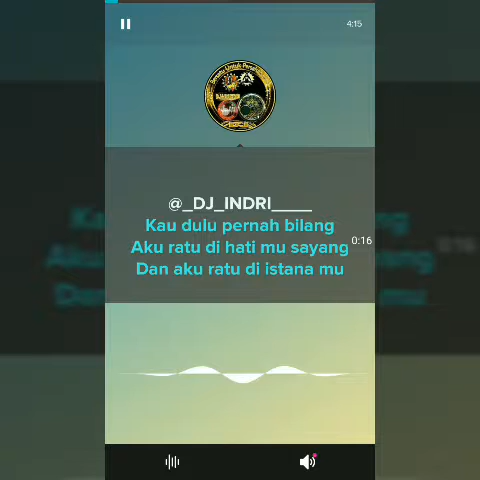 4:15
@_DJ_INDRI____
Kau dulu pernah bilang
Aku ratu di hati mu sayang
0:16
Dan aku ratu di istana mu